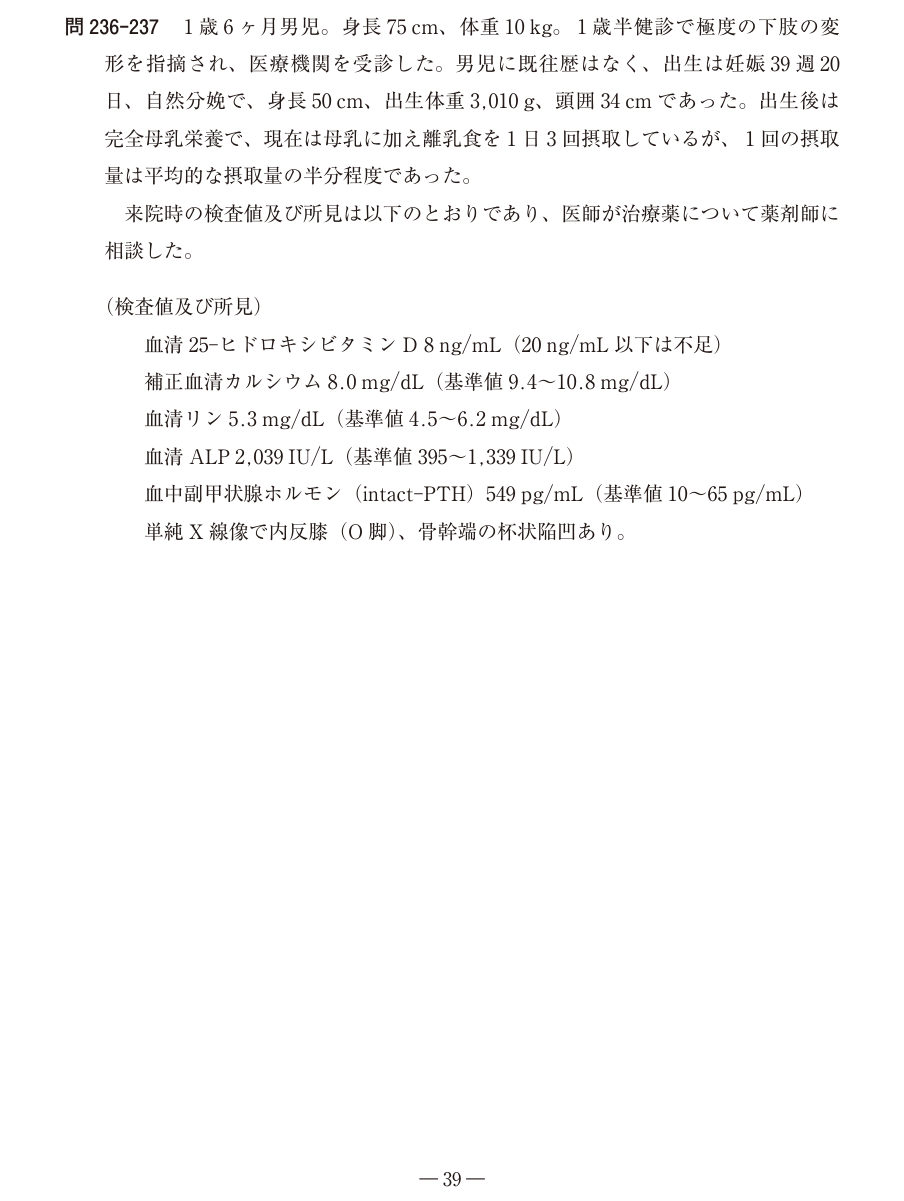 問 236−237　1 歳 6 ヶ月男児。身長 75 cm、体重 10 kg。1 歳半健診で極度の下肢の変
形を指摘され、医療機関を受診した。男児に既往歴はなく、出生は妊娠 39 週 20
日、自然分娩で、身長 50 cm、出生体重 3,010 g、頭囲 34 cm であった。出生後は
完全母乳栄養で、現在は母乳に加え離乳食を 1 日 3 回摂取しているが、1 回の摂取
量は平均的な摂取量の半分程度であった。
来院時の検査値及び所見は以下のとおりであり、医師が治療薬について薬剤師に
相談した。
（検査値及び所見）
血清 25−ヒドロキシビタミン D 8 ng/mL（20 ng/mL 以下は不足）
補正血清カルシウム 8.0 mg/dL（基準値 9.4〜10.8 mg/dL）
血清リン 5.3 mg/dL（基準値 4.5〜6.2 mg/dL）
血清 ALP 2,039 IU/L（基準値 395〜1,339 IU/L）
血中副甲状腺ホルモン（intact−PTH）549 pg/mL（基準値 10〜65 pg/mL）
単純 X 線像で内反膝（O 脚）、骨幹端の杯状陥凹あり。
― 39 ―